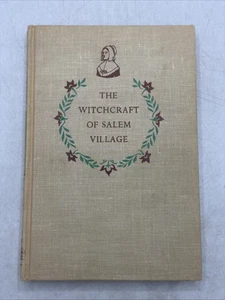 THE
WITCHCRAFT
OF SALEM
VILLAGE